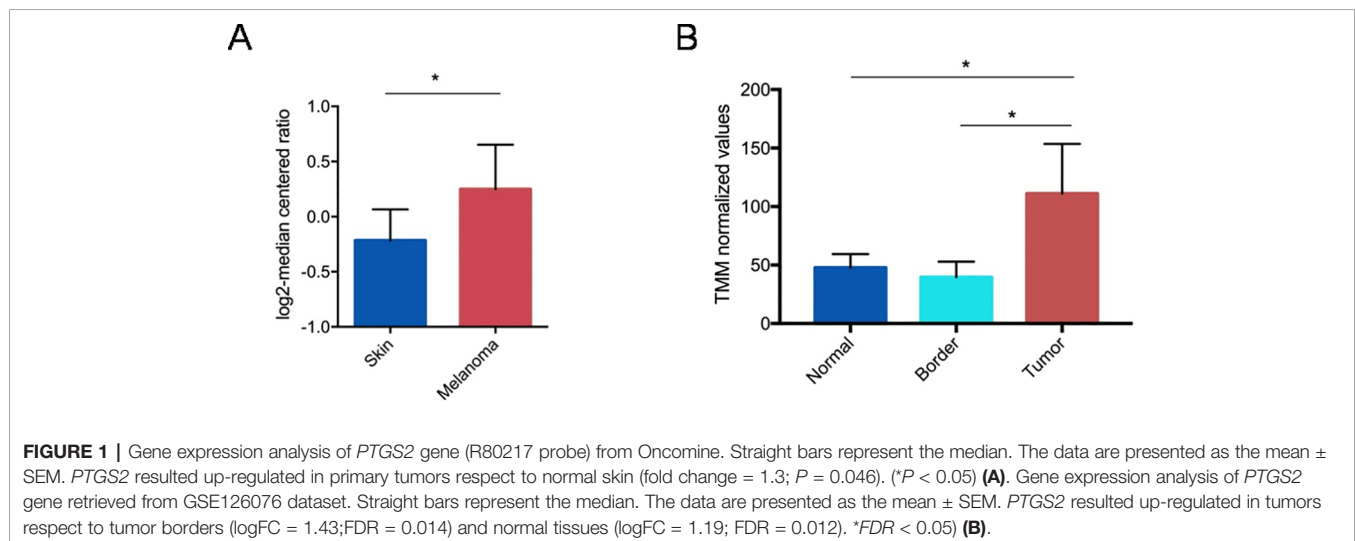 A
B
*
*
*
log2-median centered ratio
1.0
0.5
0.0
-0.5
-1.0
Skin
Melanoma
TMM normalized values
200
150
100
50
0
Normal
Border
Tumor
FIGURE 1 | Gene expression analysis of PTGS2 gene (R80217 probe) from Oncomine. Straight bars represent the median. The data are presented as the mean ±
SEM. PTGS2 resulted up-regulated in primary tumors respect to normal skin (fold change = 1.3; P = 0.046). (*P < 0.05) (A). Gene expression analysis of PTGS2
gene retrieved from GSE126076 dataset. Straight bars represent the median. The data are presented as the mean ± SEM. PTGS2 resulted up-regulated in tumors
respect to tumor borders (logFC = 1.43;FDR = 0.014) and normal tissues (logFC = 1.19; FDR = 0.012). *FDR < 0.05) (B).